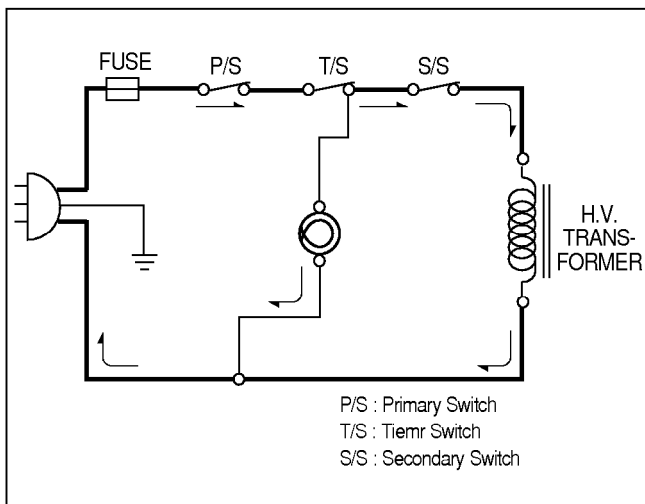 FUSE
P/S
T/S
S/S
H.V.
TRANS-
FORMER
P/S : Primary Switch
T/S : Tiemr Switch
S/S : Secondary Switch